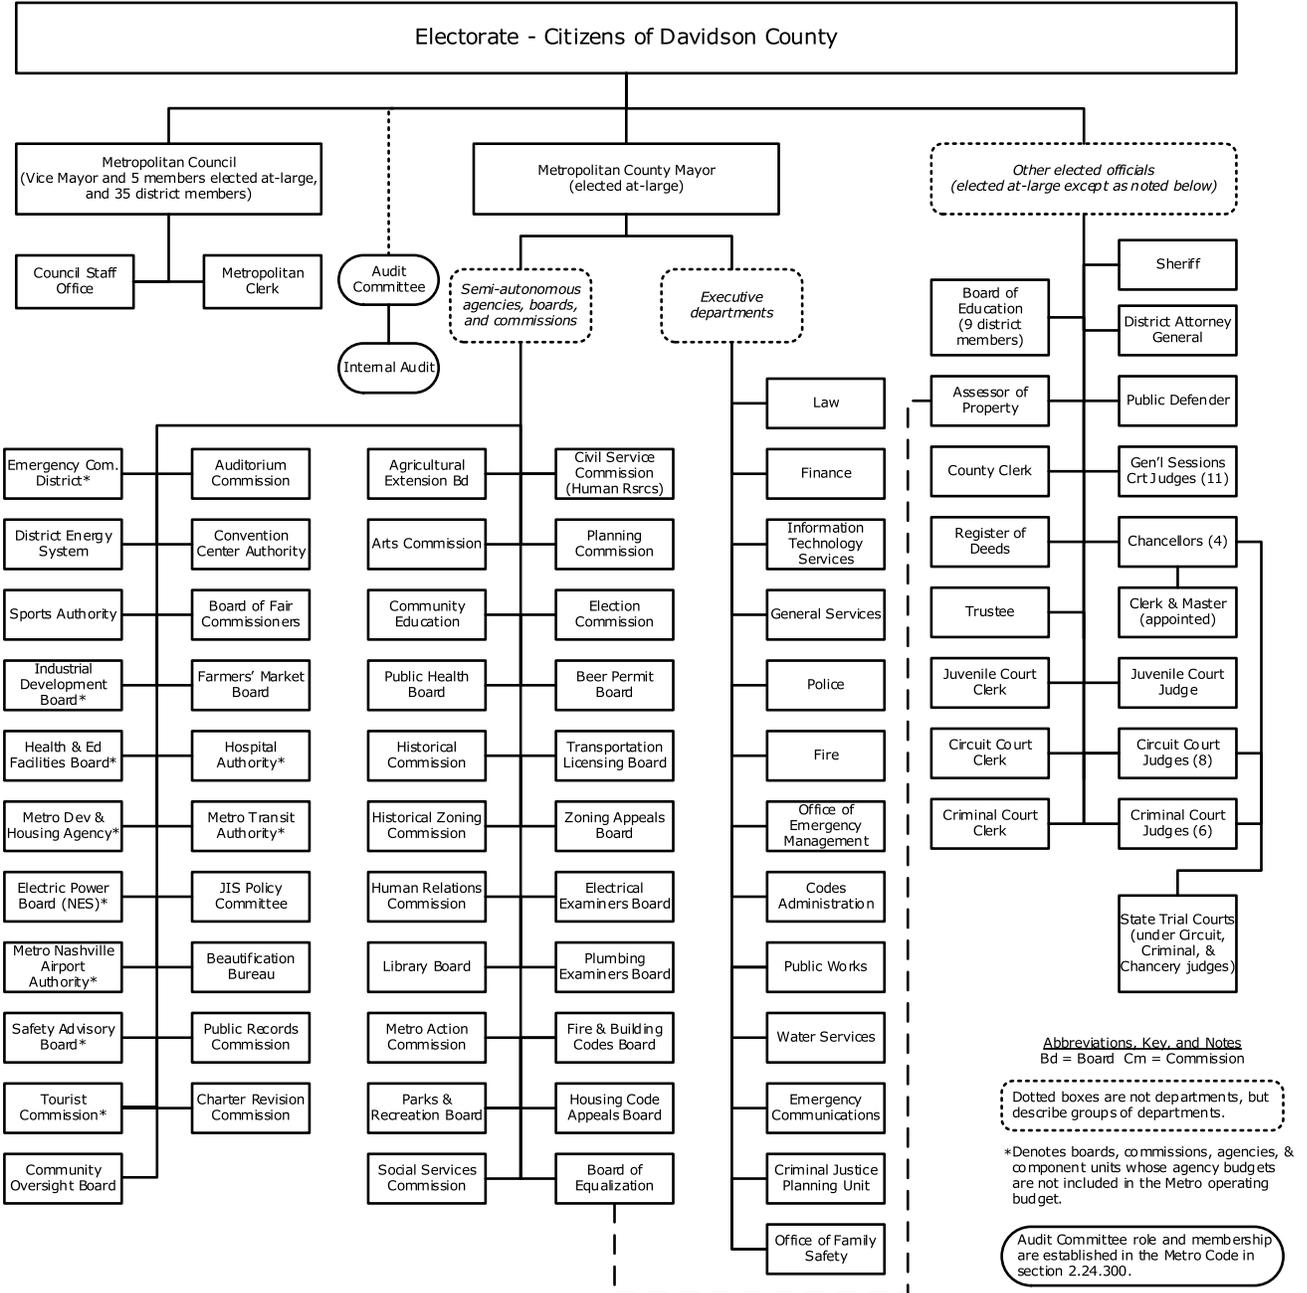 Electorate - Citizens of Davidson County
Metropolitan Council
(Vice Mayor and 5 members elected at-large,
and 35 district members)
Metropolitan County Mayor
(elected at-large)
Other elected officials
(elected at-large except as noted below)
Council Staff
Office
Metropolitan
Clerk
Audit
Committee
Internal Audit
Semi-autonomous
agencies, boards,
and commissions
Executive
departments
Emergency Com.
District*
District Energy
System
Sports Authority
Industrial
Development
Board*
Health & Ed
Facilities Board*
Metro Dev &
Housing Agency*
Electric Power
Board (NES)*
Metro Nashville
Airport
Authority*
Safety Advisory
Board*
Tourist
Commission*
Community
Oversight Board
Auditorium
Commission
Convention
Center Authority
Board of Fair
Commissioners
Farmers' Market
Board
Hospital
Authority*
Metro Transit
Authority*
JIS Policy
Committee
Beautification
Bureau
Public Records
Commission
Charter Revision
Commission
Agricultural
Extension Bd
Arts Commission
Community
Education
Public Health
Board
Historical
Commission
Historical Zoning
Commission
Human Relations
Commission
Library Board
Metro Action
Commission
Parks &
Recreation Board
Social Services
Commission
Civil Service
Commission
(Human Rsrcs)
Planning
Commission
Election
Commission
Beer Permit
Board
Transportation
Licensing Board
Zoning Appeals
Board
Electrical
Examiners Board
Plumbing
Examiners Board
Fire & Building
Codes Board
Housing Code
Appeals Board
Board of
Equalization
Law
Finance
Information
Technology
Services
General Services
Police
Fire
Office of
Emergency
Management
Codes
Administration
Public Works
Water Services
Emergency
Communications
Criminal Justice
Planning Unit
Office of Family
Safety
Board of
Education
(9 district
members)
Assessor of
Property
County Clerk
Register of
Deeds
Trustee
Juvenile Court
Clerk
Circuit Court
Clerk
Criminal Court
Clerk
Sheriff
District Attorney
General
Public Defender
Gen'l Sessions
Crt Judges (11)
Chancellors (4)
Clerk & Master
(appointed)
Juvenile Court
Judge
Circuit Court
Judges (8)
Criminal Court
Judges (6)
State Trial Courts
(under Circuit,
Criminal, &
Chancery judges)
Abbreviations, Key, and Notes
Bd = Board Cm = Commission
Dotted boxes are not departments, but
describe groups of departments.
*Denotes boards, commissions, agencies, &
component units whose agency budgets
are not included in the Metro operating
budget.
Audit Committee role and membership
are established in the Metro Code in
section 2.24.300.